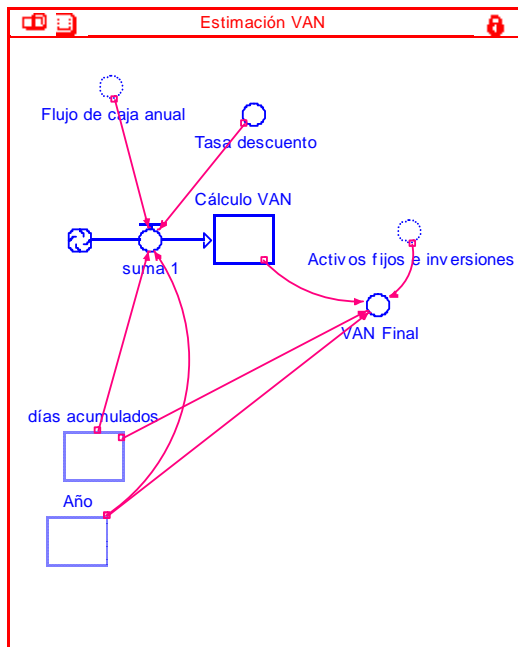 Estimación VAN
Flujo de caja anual
Tasa descuento
Cálculo VAN
suma 1
Activos fijos e inversiones
VAN Final
días acumulados
Año